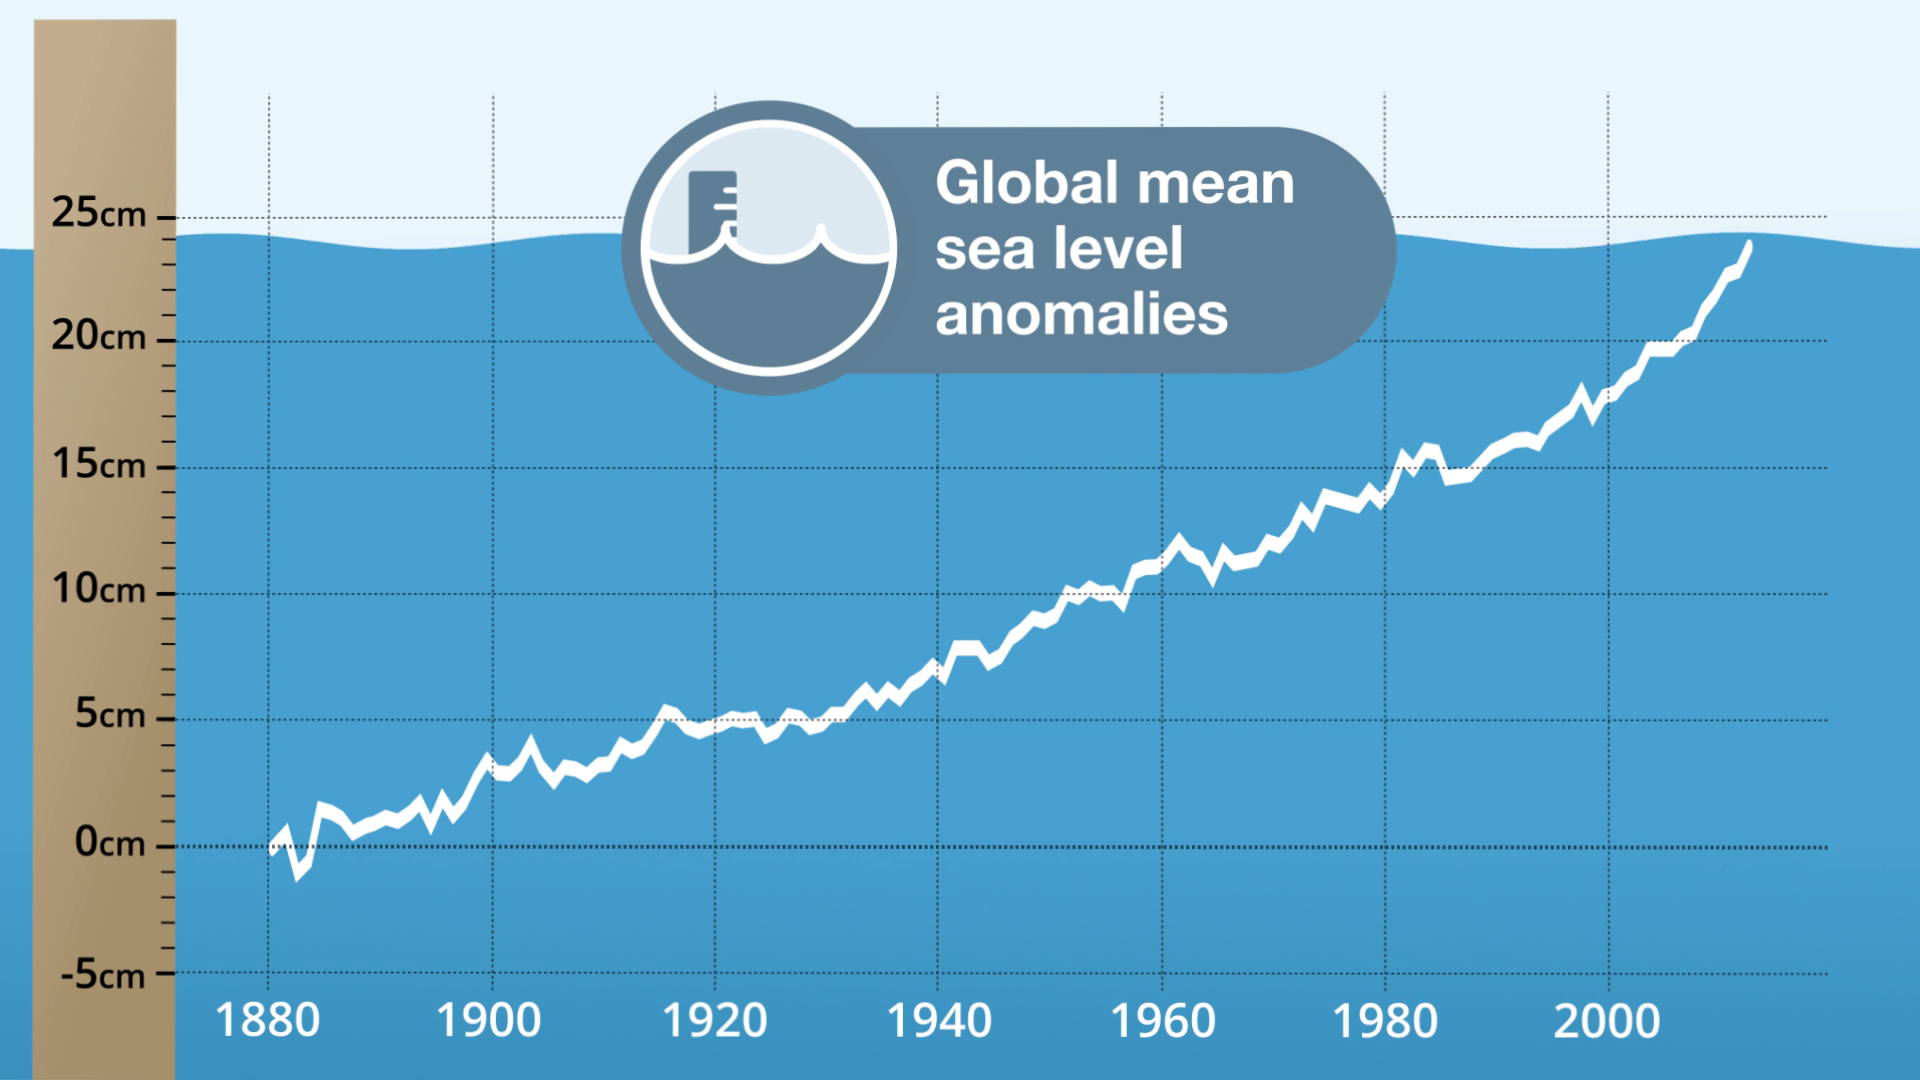 Global mean
sea level
anomalies
25cm
20cm
15cm
10cm
5cm
0cm
-5cm
1880 1900 1920 1940 1960 1980 2000